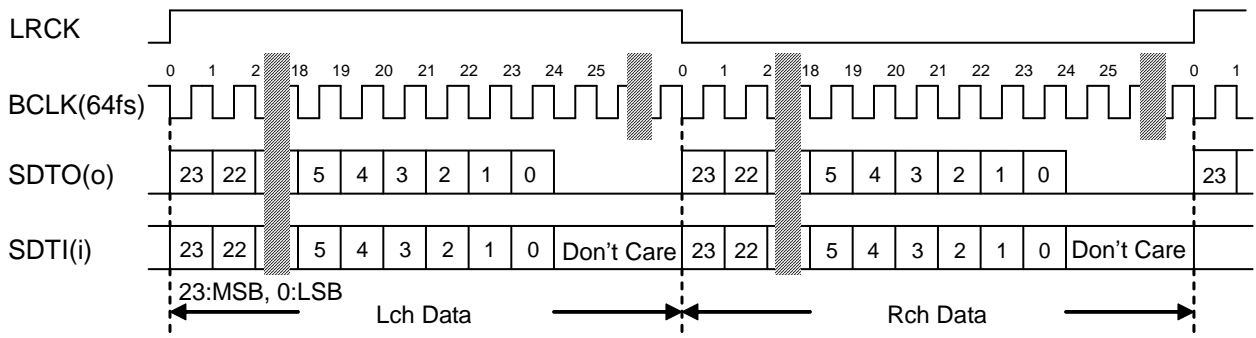 LRCK
0 1 2 18 19 20 21 22 23 24 25 0 1 2 18 19 20 21 22 23 24 25 0 1
BCLK(64fs)
SDTO(o) 23 22 5 4 3 2 1 0 23 22 5 4 3 2 1 0 23
SDTI(i) 23 22 5 4 3 2 1 0 Don't Care 23 22 5 4 3 2 1 0 Don't Care
23:MSB, 0:LSB
Lch Data Rch Data